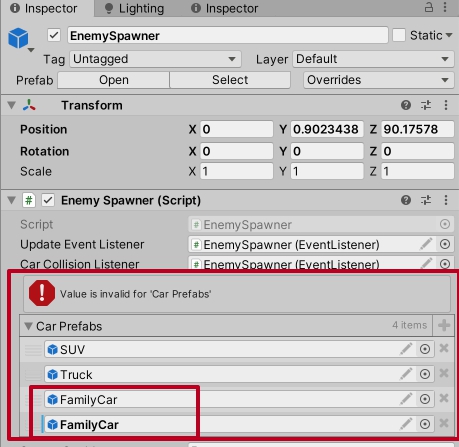 Inspector Lighting Inspector
EnemySpawner Static
Tag Untagged Layer Default
Prefab Open Select Overrides
Transform
Position X 0 Y 0.9023438 Z 90.17578
Rotation X 0 Y 0 Z 0
Scale X 1 Y 1 Z 1
# Enemy Spawner (Script)
Script # EnemySpawner
Update Event Listener # EnemySpawner (EventListener)
Car Collision Listener # EnemySpawner (EventListener)
Value is invalid for 'Car Prefabs'
Car Prefabs 4 items
SUV
Truck
FamilyCar
FamilyCar